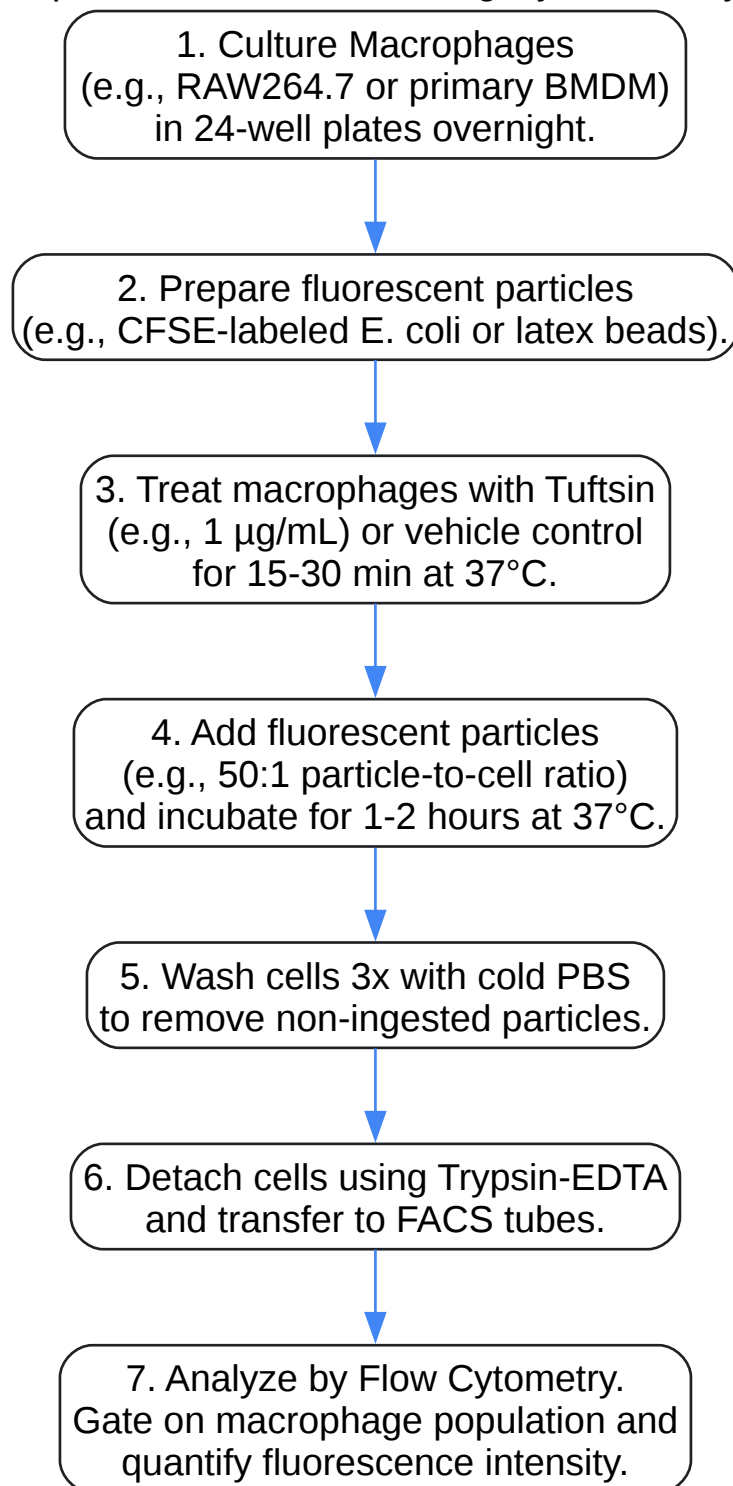 1. Culture Macrophages
(e.g., RAW264.7 or primary BMDM)
in 24-well plates overnight.
2. Prepare fluorescent particles
(e.g., CFSE-labeled E. coli or latex beads).
3. Treat macrophages with Tuftsin
(e.g., 1 µg/mL) or vehicle control
for 15-30 min at 37°C.
4. Add fluorescent particles
(e.g., 50:1 particle-to-cell ratio)
and incubate for 1-2 hours at 37°C.
5. Wash cells 3x with cold PBS
to remove non-ingested particles.
6. Detach cells using Trypsin-EDTA
and transfer to FACS tubes.
7. Analyze by Flow Cytometry.
Gate on macrophage population and
quantify fluorescence intensity.